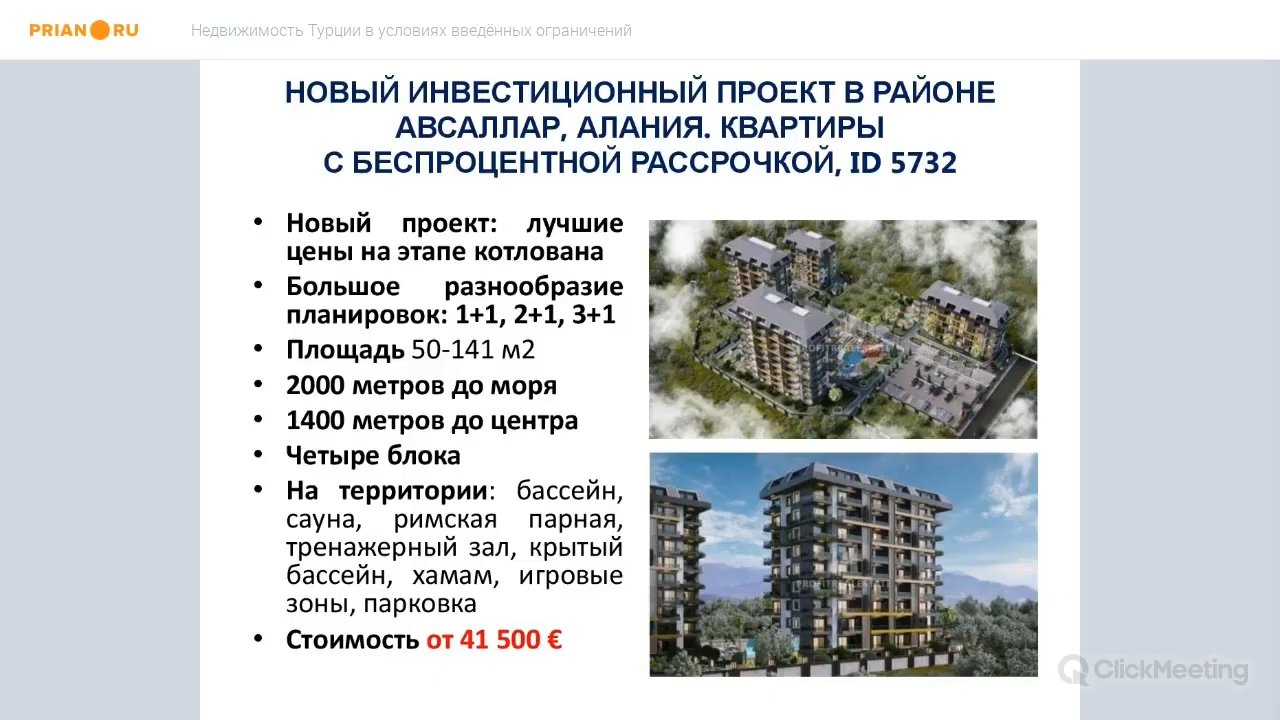 PRIAN RU
Недвижимость Турции в условиях введённых ограничений
НОВЫЙ ИНВЕСТИЦИОННЫЙ ПРОЕКТ В РАЙОНЕ
АВСАЛЛАР, АЛАНИЯ. КВАРТИРЫ
С БЕСПРОЦЕНТНОЙ РАССРОЧКОЙ, ID 5732
• Новый проект: лучшие
цены на этапе котлована
• Большое разнообразие
планировок: 1+1, 2+1, 3+1
• Площадь 50-141 м2
• 2000 метров до моря
• 1400 метров до центра
• Четыре блока
• На территории: бассейн,
сауна, римская парная,
тренажерный зал, крытый
бассейн, хамам, игровые
зоны, парковка
• Стоимость от 41 500 €
PROFITREALESTATE
PROFITREALESTATE
ClickMeeting